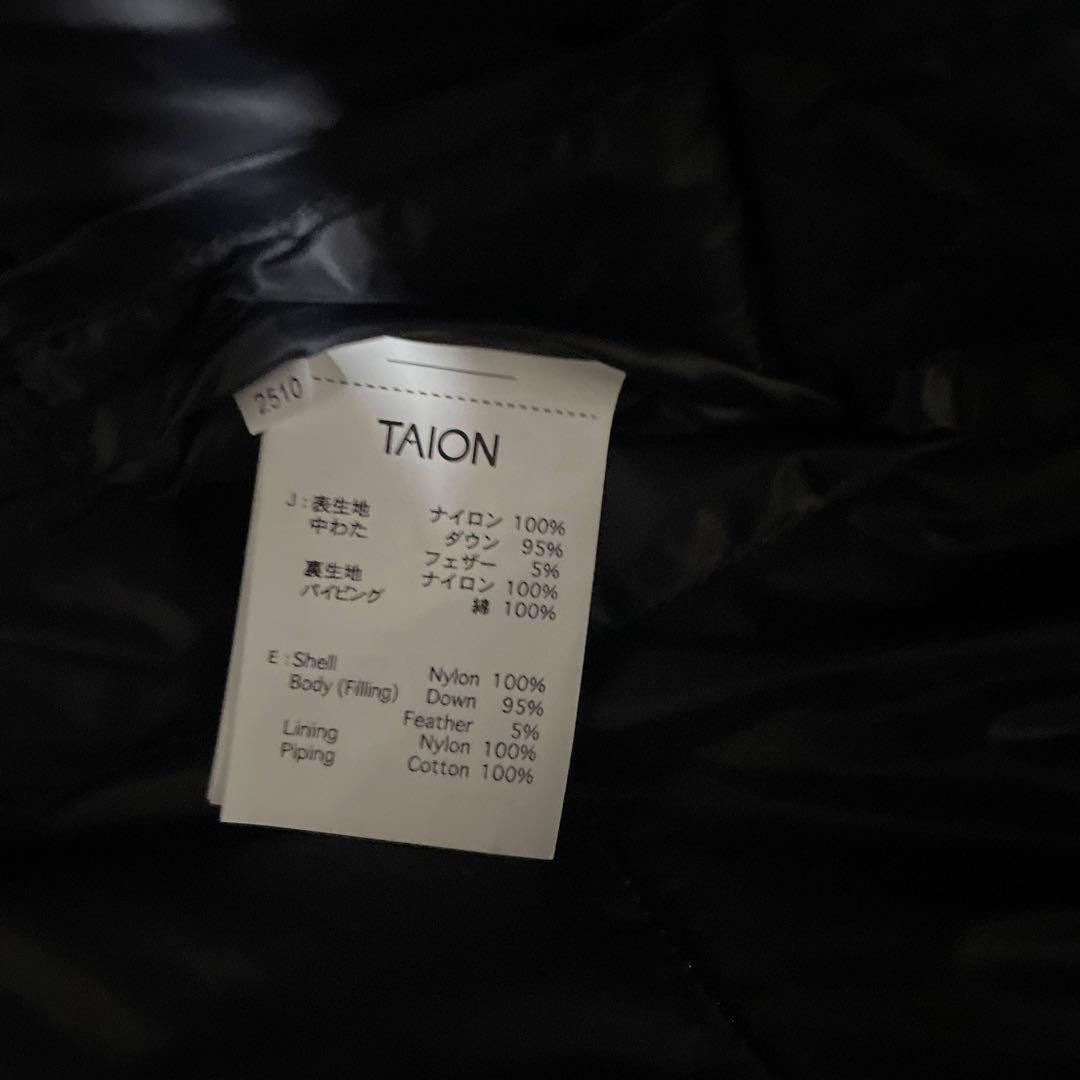 2510
TAION
J：表生地 ナイロン 100%
中わた ダウン 95%
フェザー 5%
裏生地 ナイロン 100%
パイピング 綿 100%
E：Shell Nylon 100%
Body (Filling) Down 95%
Feather 5%
Lining Nylon 100%
Piping Cotton 100%